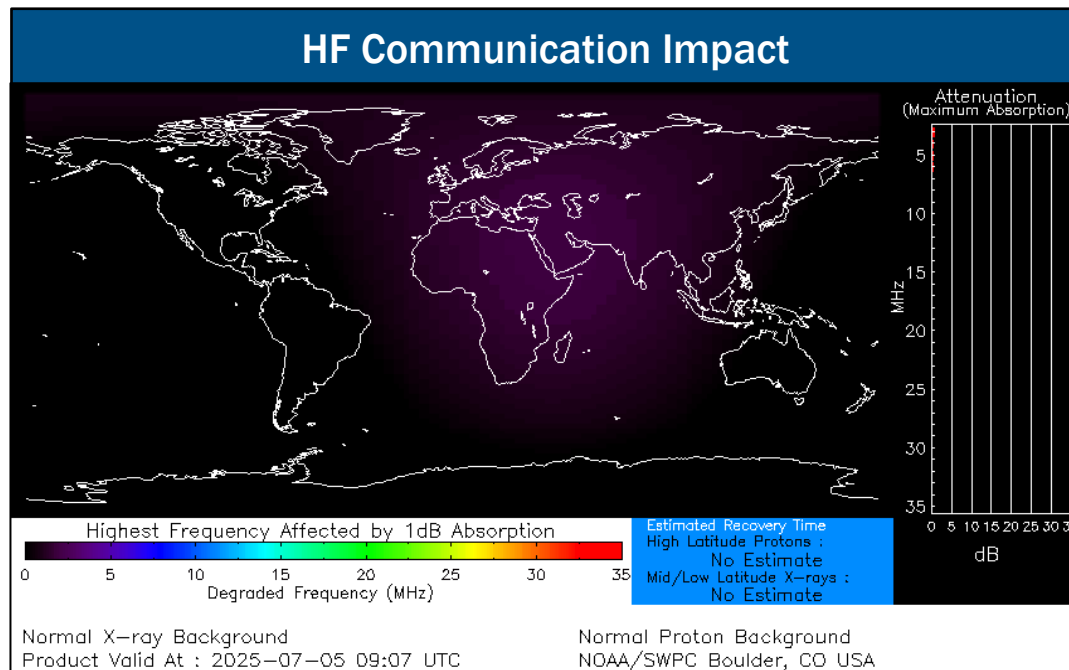 HF Communication Impact
Attenuation
(Maximum Absorption)
5
10
15
20
25
30
35
MHz
0 5 10 15 20 25 30
dB
Highest Frequency Affected by 1dB Absorption
0 5 10 15 20 25 30 35
Degraded Frequency (MHz)
Estimated Recovery Time
High Latitude Protons :
No Estimate
Mid/Low Latitude X-rays :
No Estimate
Normal X-ray Background
Product Valid At : 2025-07-05 09:07 UTC
Normal Proton Background
NOAA/SWPC Boulder, CO USA